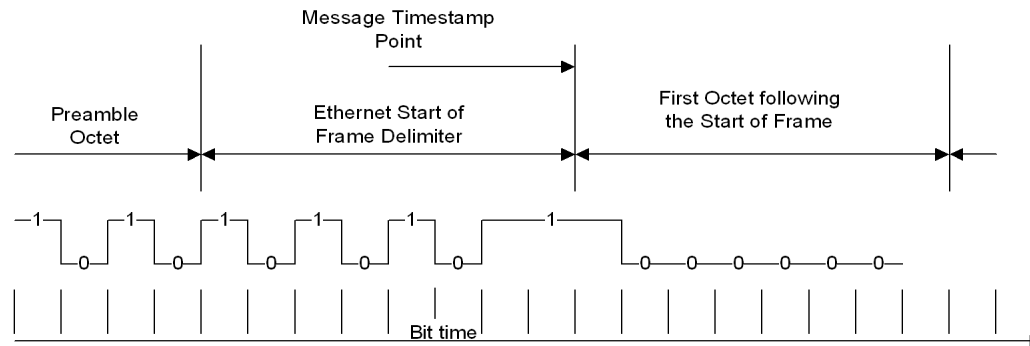 Message Timestamp
Point
Preamble
Octet
Ethernet Start of
Frame Delimiter
First Octet following
the Start of Frame
1 0 1 0 1 0 1 0 1 0 1 0 0 0 0 0 0
Bit time